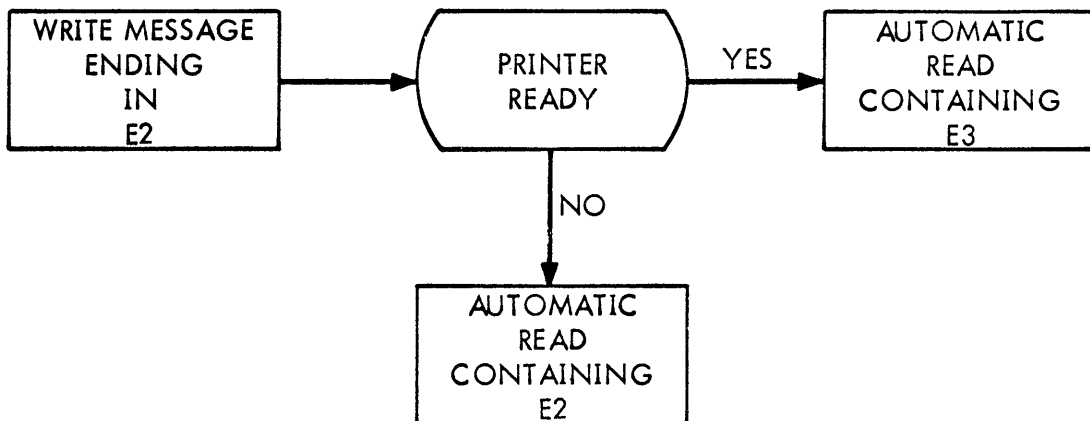 WRITE MESSAGE
ENDING
IN
E2
PRINTER
READY
YES
AUTOMATIC
READ
CONTAINING
E3
NO
AUTOMATIC
READ
CONTAINING
E2